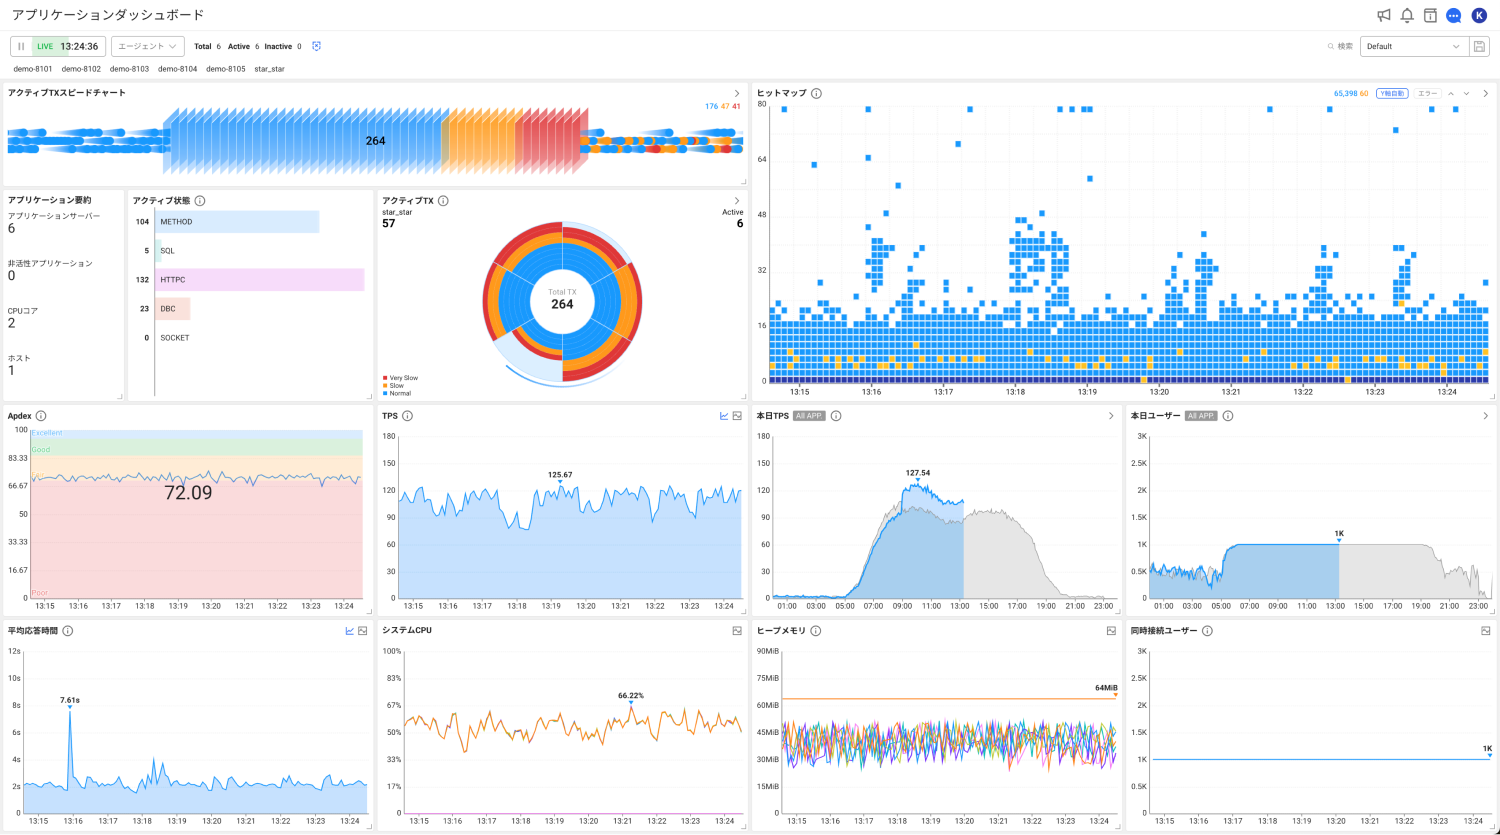 アプリケーションダッシュボード
K
LIVE 13:24:36 エージェント Total 6 Active 6 Inactive 0 検索 Default
demo-8101 demo-8102 demo-8103 demo-8104 demo-8105 star_star
アクティブTXスピードチャート
176 47 41
264
ヒットマップ
65,398 60 Y軸自動 エラー
80
64
48
32
16
0
13:15 13:16 13:17 13:18 13:19 13:20 13:21 13:22 13:23 13:24
アプリケーション要約
アプリケーションサーバー
6
非活性アプリケーション
0
CPUコア
2
ホスト
1
アクティブ状態
104 METHOD
5 SQL
132 HTTPC
23 DBC
0 SOCKET
アクティブTX
star_star Active
57 6
Total TX
264
Very Slow
Slow
Normal
Apdex
100
83.33
66.67
50
33.33
16.67
0
Excellent
Good
72.09
Poor
13:15 13:16 13:17 13:18 13:19 13:20 13:21 13:22 13:23 13:24
TPS
180
150
120
90
60
30
0
125.67
13:15 13:16 13:17 13:18 13:19 13:20 13:21 13:22 13:23 13:24
本日TPS All APP
180
150
120
90
60
30
0
127.54
01:00 03:00 05:00 07:00 09:00 11:00 13:00 15:00 17:00 19:00 21:00 23:00
本日ユーザー All APP
3K
2.5K
2K
1.5K
1K
0.5K
0
1K
01:00 03:00 05:00 07:00 09:00 11:00 13:00 15:00 17:00 19:00 21:00 23:00
平均応答時間
12s
10s
8s
6s
4s
2s
0
7.61s
13:15 13:16 13:17 13:18 13:19 13:20 13:21 13:22 13:23 13:24
システムCPU
100%
83%
67%
50%
33%
17%
0
66.22%
13:15 13:16 13:17 13:18 13:19 13:20 13:21 13:22 13:23 13:24
ヒープメモリ
90MiB
75MiB
60MiB
45MiB
30MiB
15MiB
0
64MiB
13:15 13:16 13:17 13:18 13:19 13:20 13:21 13:22 13:23 13:24
同時接続ユーザー
3K
2.5K
2K
1.5K
1K
0.5K
0
1K
13:15 13:16 13:17 13:18 13:19 13:20 13:21 13:22 13:23 13:24